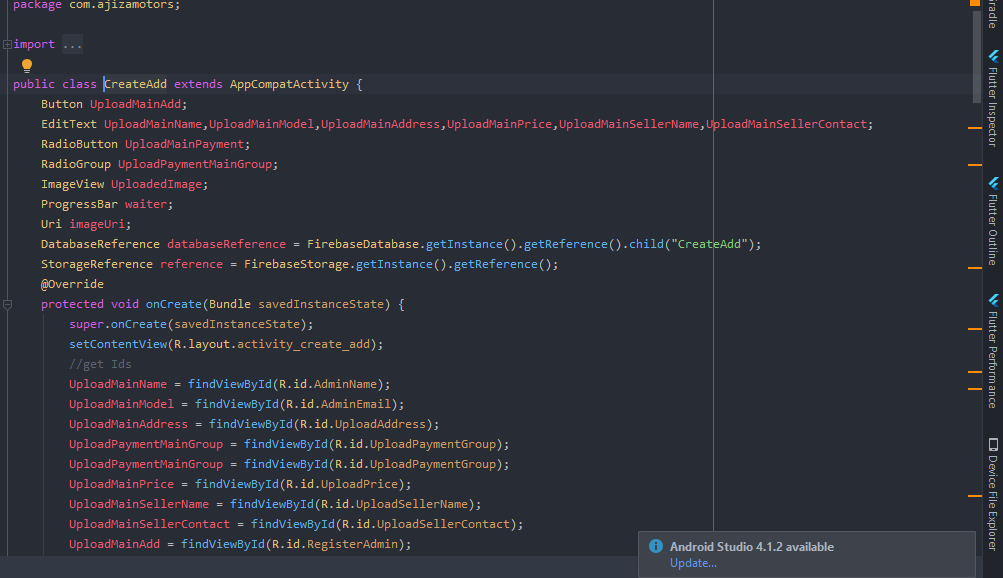 package com.ajizamotors;
import ...
public class CreateAdd extends AppCompatActivity {
Button UploadMainAdd;
EditText UploadMainName,UploadMainModel,UploadMainAddress,UploadMainPrice,UploadMainSellerName,UploadMainSellerContact;
RadioButton UploadMainPayment;
RadioGroup UploadPaymentMainGroup;
ImageView UploadedImage;
ProgressBar waiter;
Uri imageUri;
DatabaseReference databaseReference = FirebaseDatabase.getInstance().getReference().child("CreateAdd");
StorageReference reference = FirebaseStorage.getInstance().getReference();
@Override
protected void onCreate(Bundle savedInstanceState) {
super.onCreate(savedInstanceState);
setContentView(R.layout.activity_create_add);
//get Ids
UploadMainName = findViewById(R.id.AdminName);
UploadMainModel = findViewById(R.id.AdminEmail);
UploadMainAddress = findViewById(R.id.UploadAddress);
UploadPaymentMainGroup = findViewById(R.id.UploadPaymentGroup);
UploadPaymentMainGroup = findViewById(R.id.UploadPaymentGroup);
UploadMainPrice = findViewById(R.id.UploadPrice);
UploadMainSellerName = findViewById(R.id.UploadSellerName);
UploadMainSellerContact = findViewById(R.id.UploadSellerContact);
UploadMainAdd = findViewById(R.id.RegisterAdmin);
Android Studio 4.1.2 available
Update...
Flutter Inspector
Flutter Outline
Flutter Performance
Device File Explorer